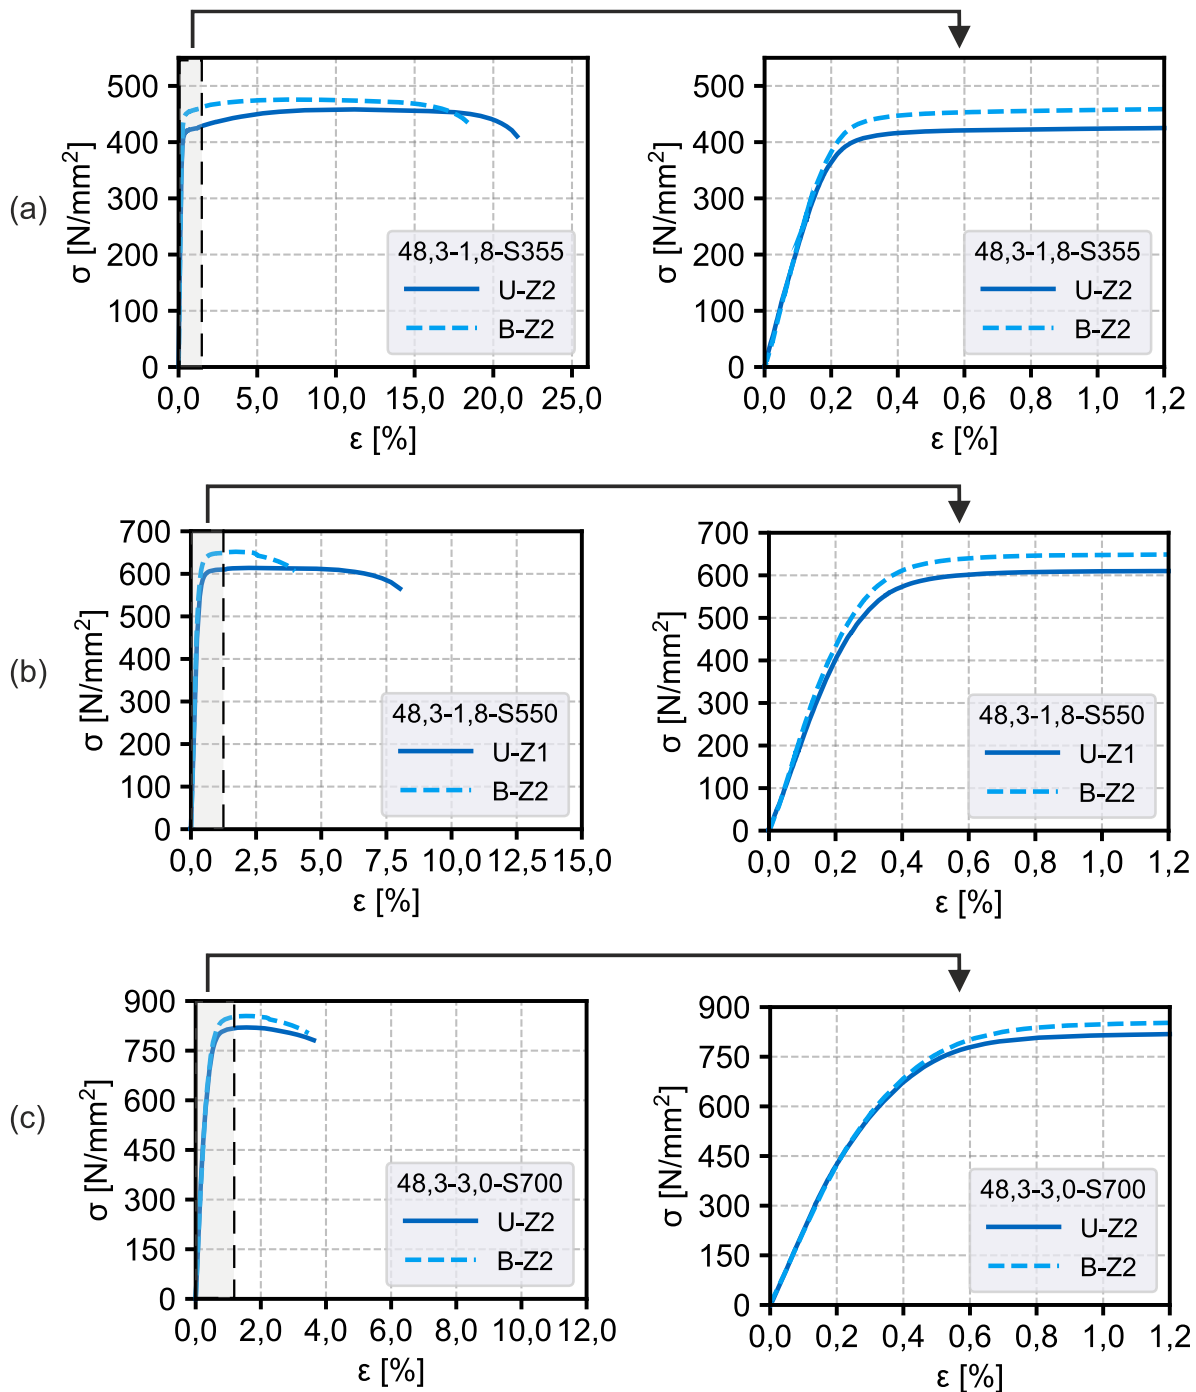 (a)
σ [N/mm²]
500
400
300
200
100
0
48,3-1,8-S355
U-Z2
B-Z2
0,0 5,0 10,0 15,0 20,0 25,0
ε [%]
σ [N/mm²]
500
400
300
200
100
0
48,3-1,8-S355
U-Z2
B-Z2
0,0 0,2 0,4 0,6 0,8 1,0 1,2
ε [%]
(b)
σ [N/mm²]
700
600
500
400
300
200
100
0
48,3-1,8-S550
U-Z1
B-Z2
0,0 2,5 5,0 7,5 10,0 12,5 15,0
ε [%]
σ [N/mm²]
700
600
500
400
300
200
100
0
48,3-1,8-S550
U-Z1
B-Z2
0,0 0,2 0,4 0,6 0,8 1,0 1,2
ε [%]
(c)
σ [N/mm²]
900
750
600
450
300
150
0
48,3-3,0-S700
U-Z2
B-Z2
0,0 2,0 4,0 6,0 8,0 10,0 12,0
ε [%]
σ [N/mm²]
900
750
600
450
300
150
0
48,3-3,0-S700
U-Z2
B-Z2
0,0 0,2 0,4 0,6 0,8 1,0 1,2
ε [%]